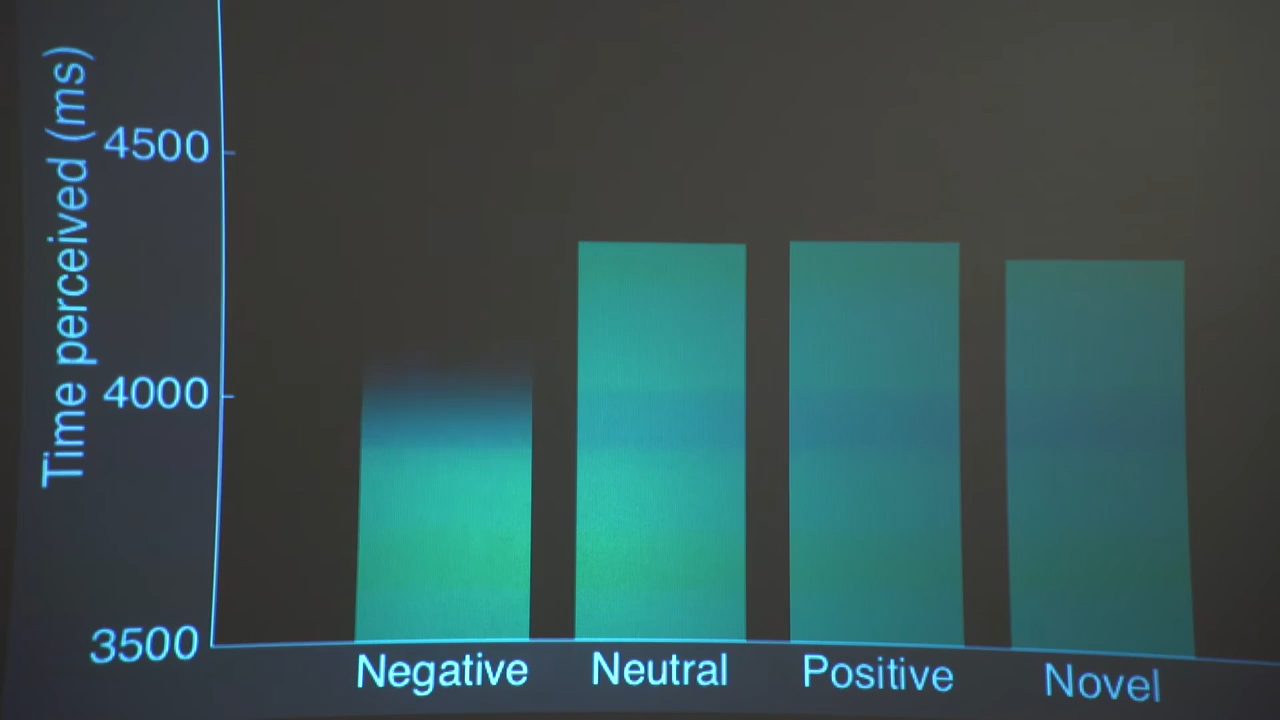 Time perceived (ms)
4500
4000
3500
Negative
Neutral
Positive
Novel